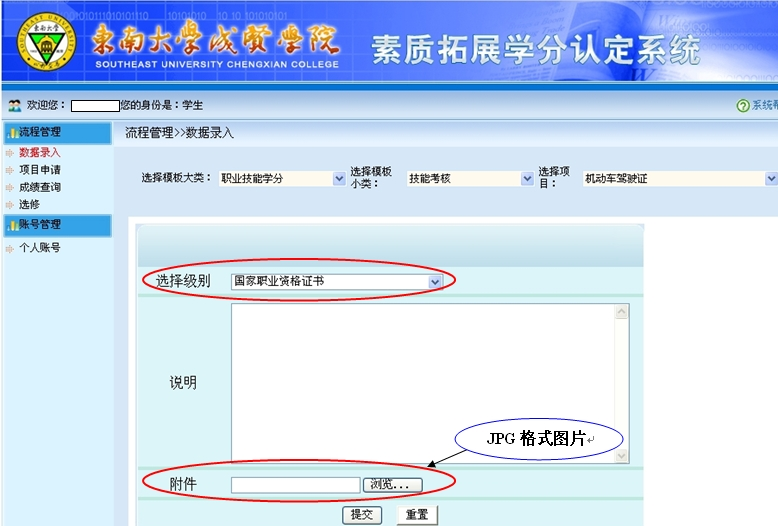 東南大學成賢學院
SOUTHEAST UNIVERSITY CHENGXIAN COLLEGE
素质拓展学分认定系统
欢迎您： 您的身份是：学生
系统帮
流程管理
流程管理>>数据录入
数据录入
项目申请
成绩查询
选修
账号管理
个人账号
选择模板大类： 职业技能学分
选择模板小类： 技能考核
选择项目： 机动车驾驶证
选择级别 国家职业资格证书
说明
JPG 格式图片
附件 浏览...
提交 重置